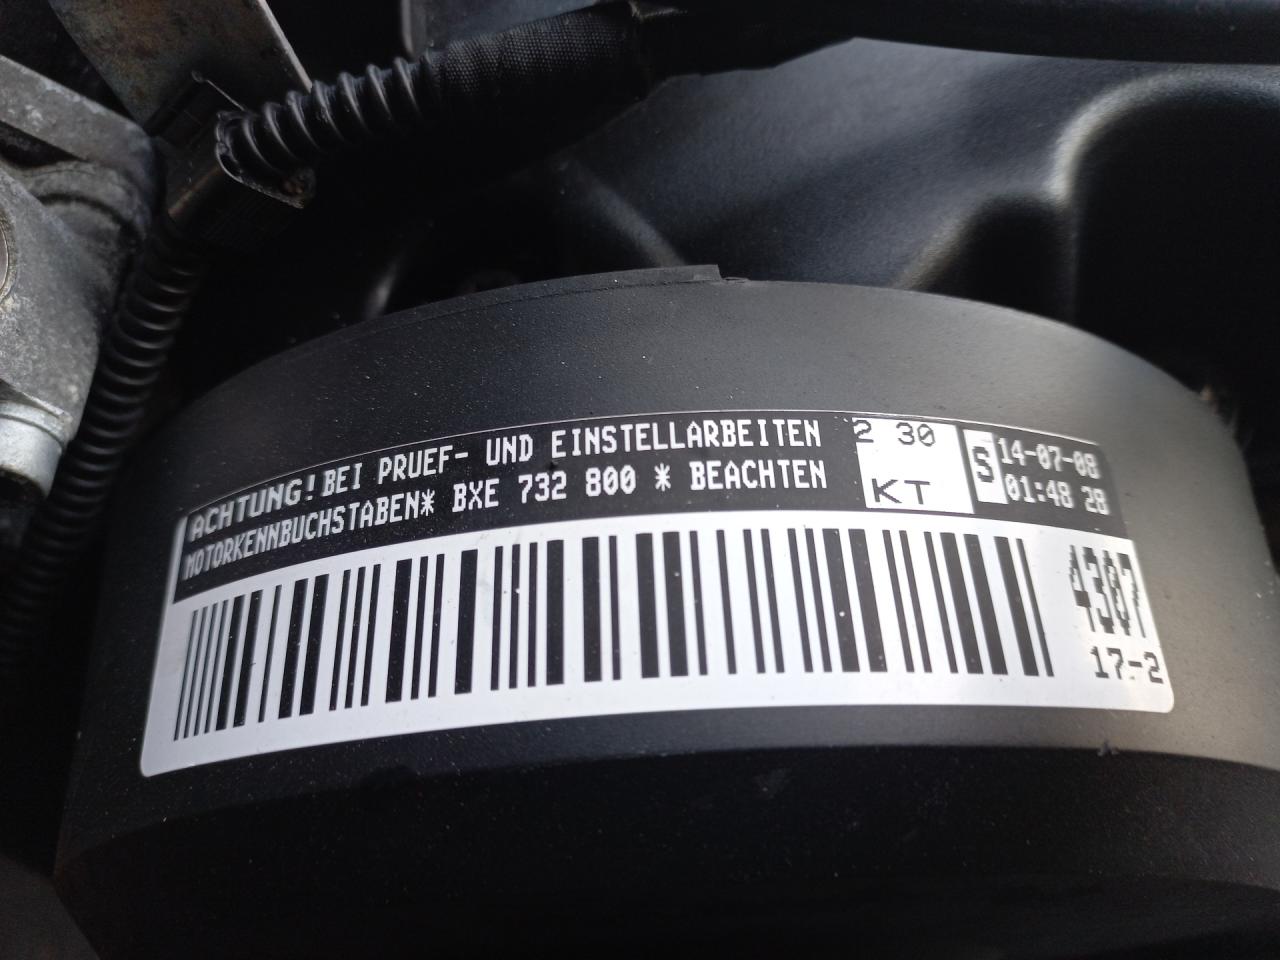 ACHTUNG! BEI PRUEF- UND EINSTELLARBEITEN
MOTORKENNBUCHSTABEN* BXE 732 800 * BEACHTEN
2 30
KT
S
14-07-08
01:48 28
4307
17-2